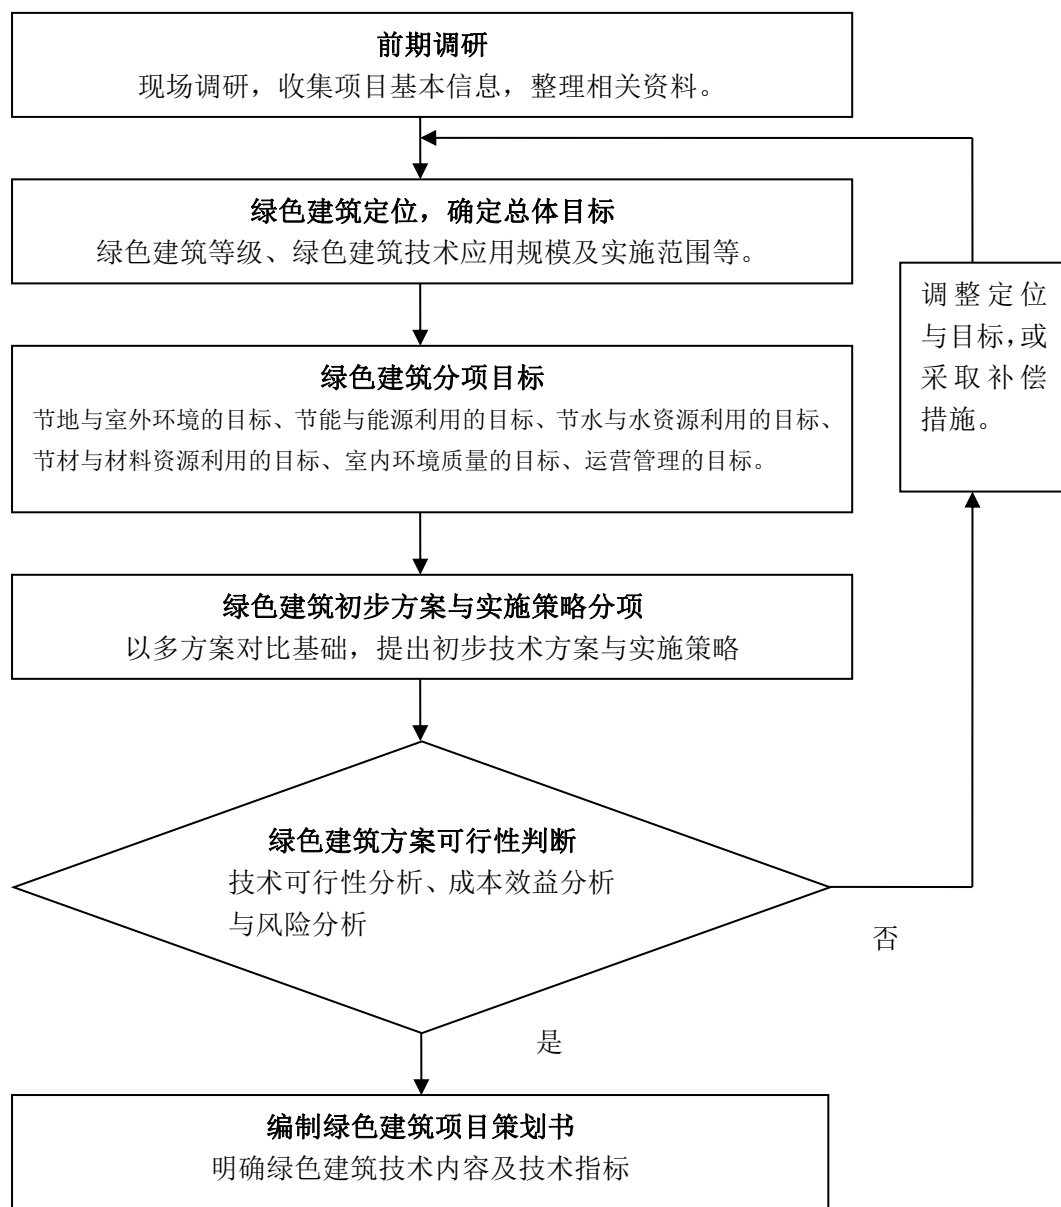 前期调研
现场调研，收集项目基本信息，整理相关资料。
绿色建筑定位，确定总体目标
绿色建筑等级、绿色建筑技术应用规模及实施范围等。
调整定位
与目标,或
采取补偿
措施。
绿色建筑分项目标
节地与室外环境的目标、节能与能源利用的目标、节水与水资源利用的目标、
节材与材料资源利用的目标、室内环境质量的目标、运营管理的目标。
绿色建筑初步方案与实施策略分项
以多方案对比基础，提出初步技术方案与实施策略
绿色建筑方案可行性判断
技术可行性分析、成本效益分析
与风险分析
否
是
编制绿色建筑项目策划书
明确绿色建筑技术内容及技术指标